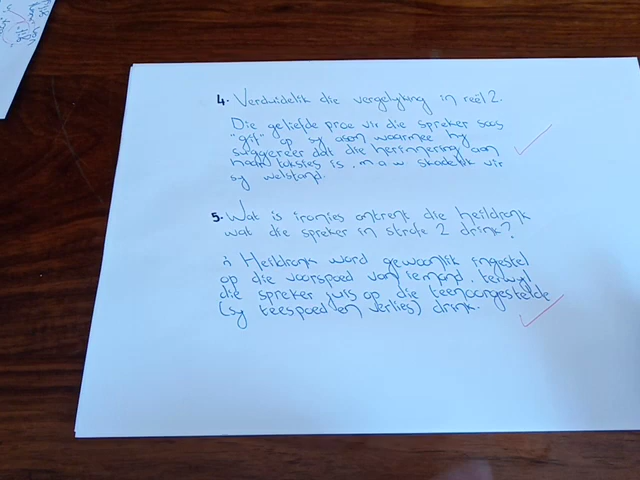 4. Verduidelik die vergelyking in reël 2.
Die geliefde proe vir die spreker soos
"gif" op sy asem waarmee hy
suggereer dat die herinnering aan
haar toksies is, m a w skadelik vir
sy welstand.
5. Wat is ironies omtrent die heildronk
wat die spreker in strofe 2 drink?
'n Heildronk word gewoonlik ingestel
op die voorspoed van iemand, terwyl
die spreker juis op die teenoorgestelde
(sy teespoed en verlies) drink.